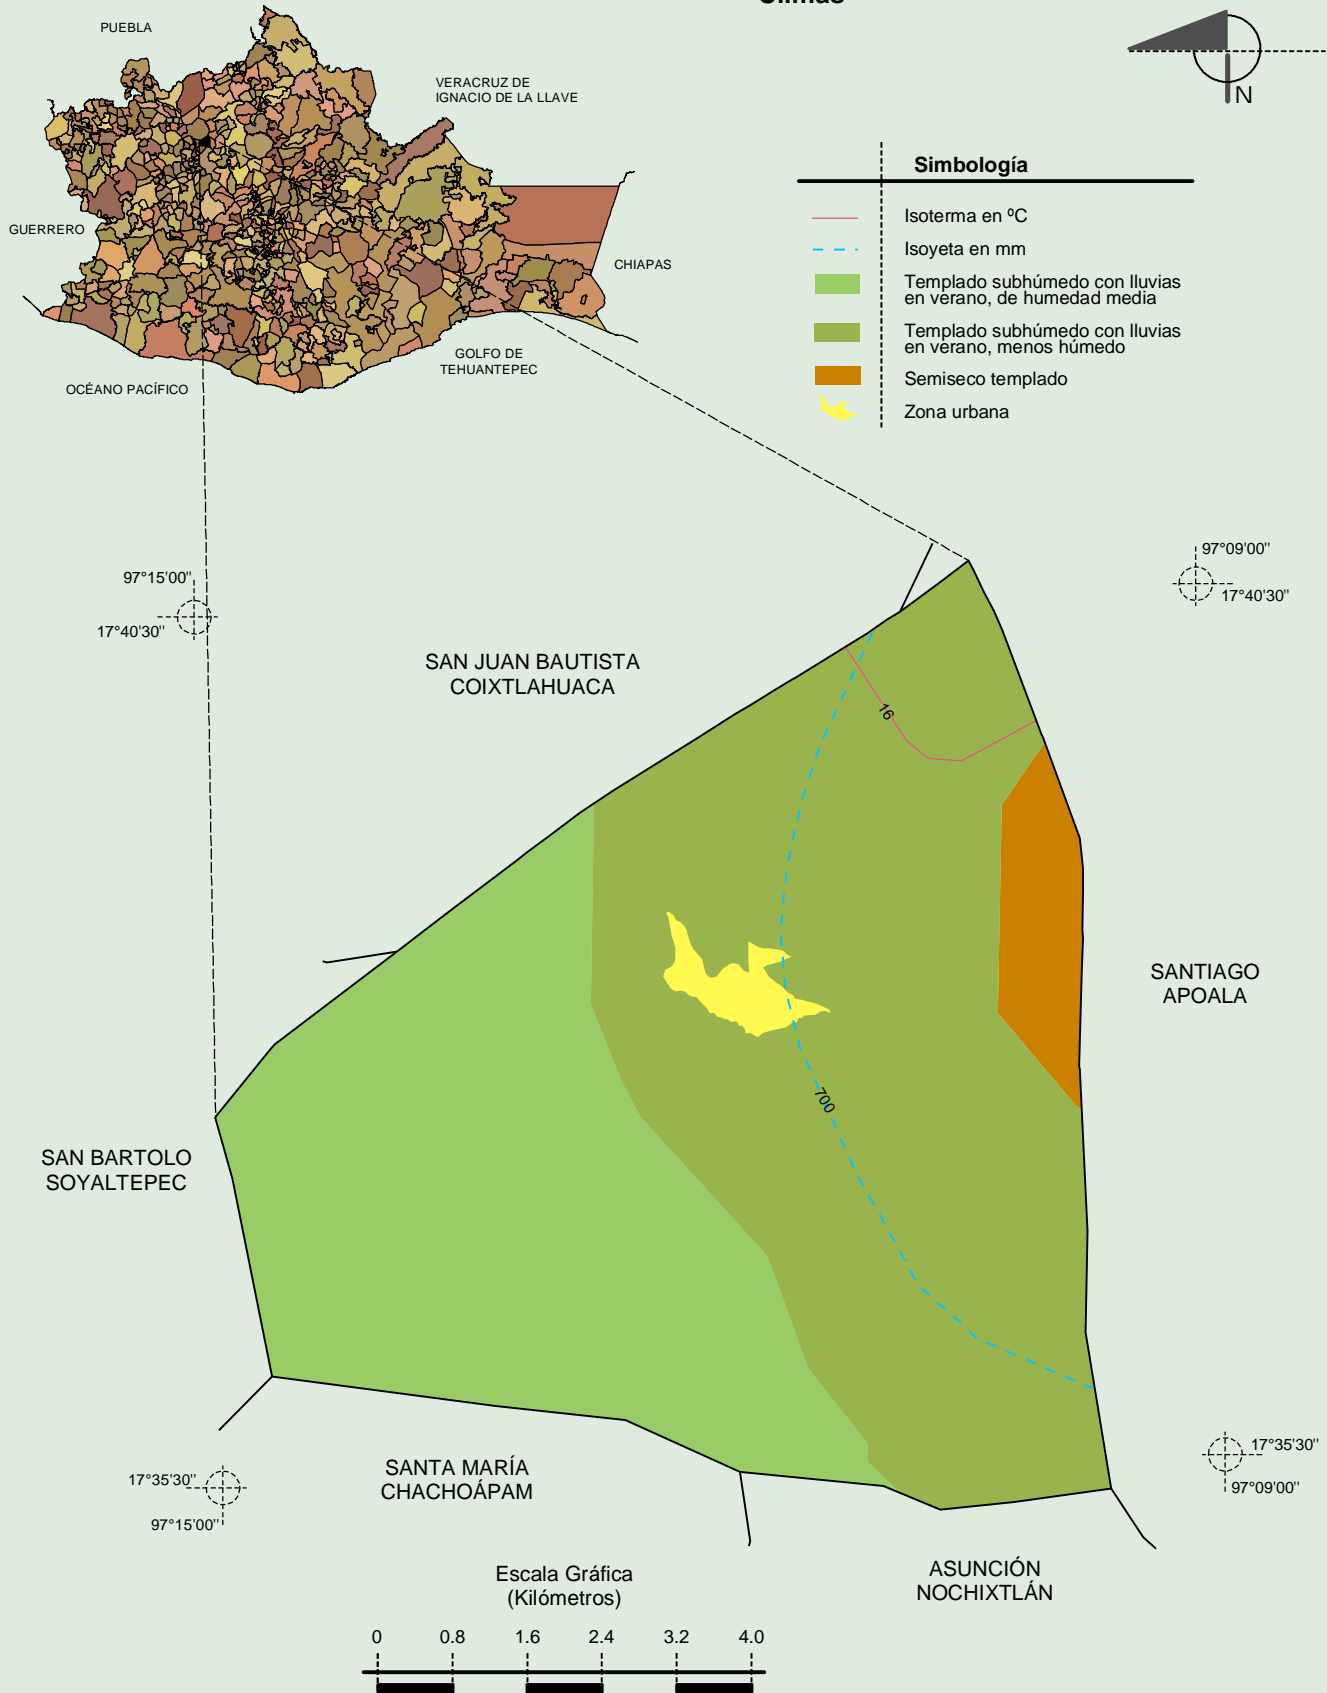 Climas
PUEBLA
VERACRUZ DE
IGNACIO DE LA LLAVE
N
GUERRERO
CHIAPAS
GOLFO DE
TEHUANTEPEC
OCÉANO PACÍFICO
Simbología
Isoterma en ºC
Isoyeta en mm
Templado subhúmedo con lluvias
en verano, de humedad media
Templado subhúmedo con lluvias
en verano, menos húmedo
Semiseco templado
Zona urbana
97°15'00"
17°40'30"
97°09'00"
17°40'30"
SAN JUAN BAUTISTA
COIXTLAHUACA
16
SANTIAGO
APOALA
700
SAN BARTOLO
SOYALTEPEC
17°35'30"
97°15'00"
SANTA MARÍA
CHACHOÁPAM
17°35'30"
97°09'00"
ASUNCIÓN
NOCHIXTLÁN
Escala Gráfica
(Kilómetros)
0 0.8 1.6 2.4 3.2 4.0